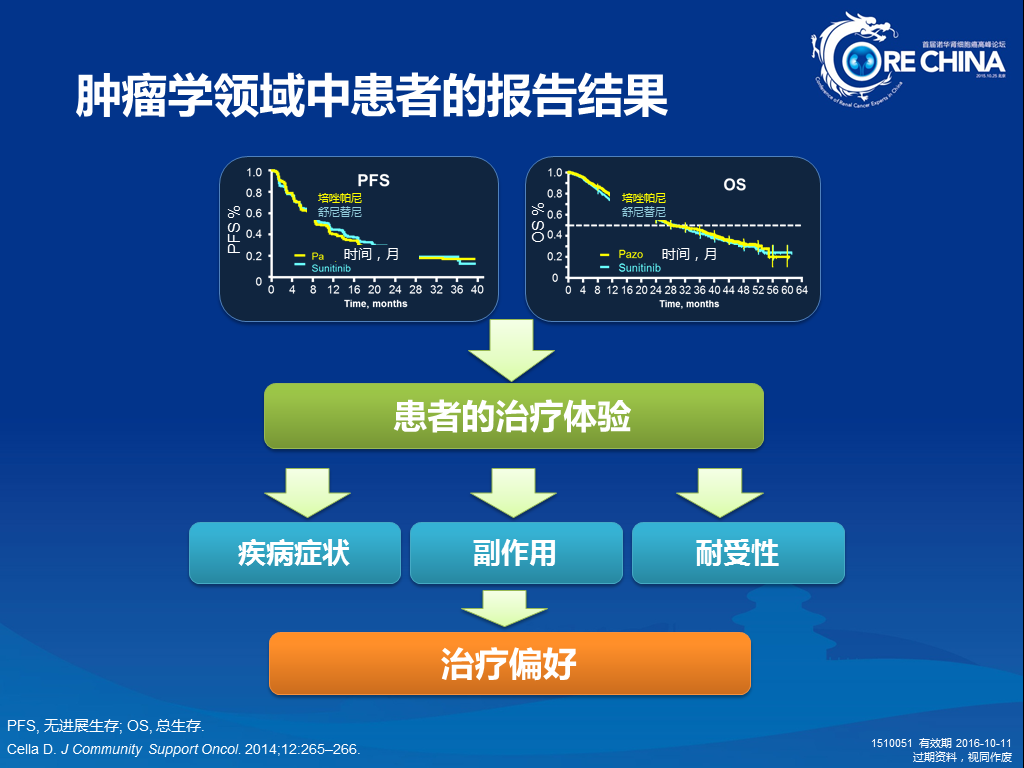 首届诺华肾细胞癌高峰论坛
CORE CHINA
2015.10.25 北京
Conference of Renal Cancer Experts in China
肿瘤学领域中患者的报告结果
PFS
PFS %
1.0
0.8
0.6
0.4
0.2
0
培唑帕尼
舒尼替尼
Pa
Sunitinib
时间，月
0 4 8 12 16 20 24 28 32 36 40
Time, months
OS
OS %
1.0
0.8
0.6
0.4
0.2
0
培唑帕尼
舒尼替尼
Pazo
Sunitinib
时间，月
0 4 8 12 16 20 24 28 32 36 40 44 48 52 56 60 64
Time, months
患者的治疗体验
疾病症状
副作用
耐受性
治疗偏好
PFS, 无进展生存; OS, 总生存.
Cella D. J Community Support Oncol. 2014;12:265–266.
1510051 有效期 2016-10-11
过期资料，视同作废